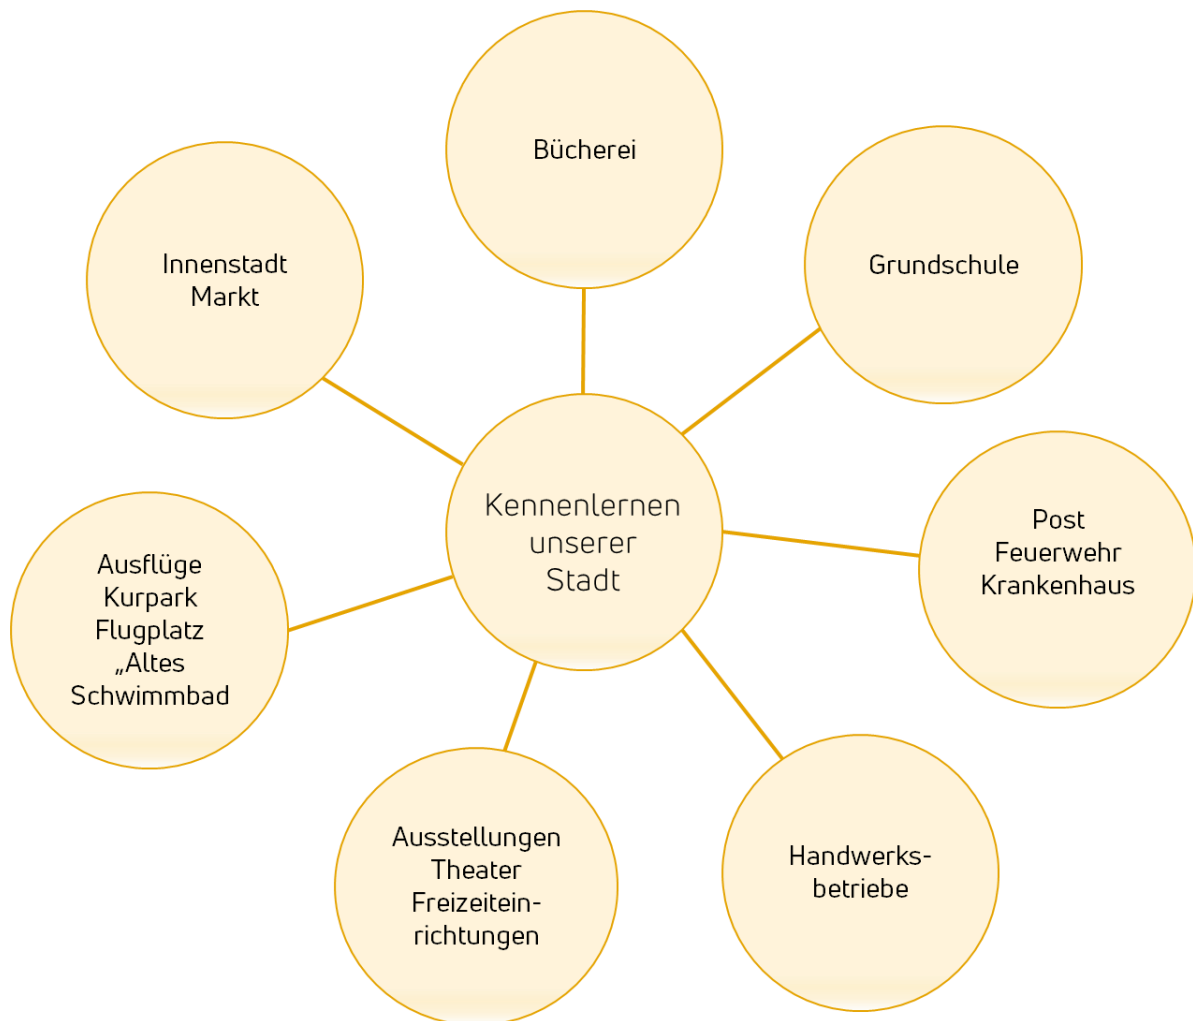 Bücherei
Grundschule
Innenstadt
Markt
Kennenlernen
unserer
Stadt
Post
Feuerwehr
Krankenhaus
Ausflüge
Kurpark
Flugplatz
„Altes
Schwimmbad
Ausstellungen
Theater
Freizeitein-
richtungen
Handwerks-
betriebe